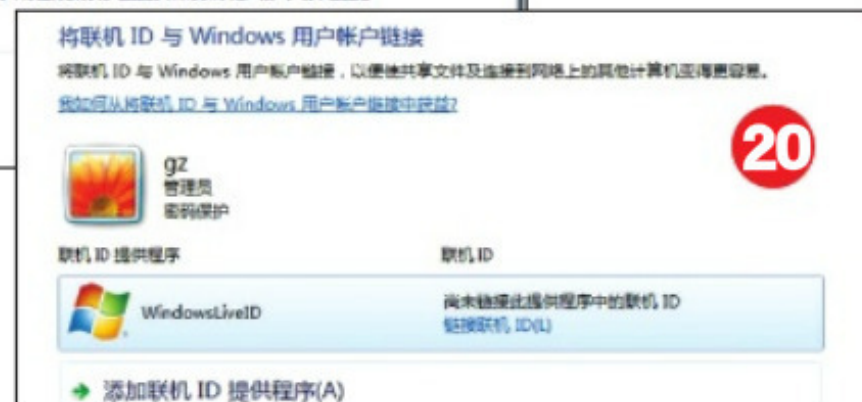 将联机 ID 与 Windows 用户帐户链接
将联机 ID 与 Windows 用户帐户链接，以便使共享文件及连接到网络上的其他计算机变得更容易。
我如何从将联机 ID 与 Windows 用户帐户链接中获益?
20
gz
管理员
密码保护
联机 ID 提供程序
联机 ID
WindowsLiveID
尚未链接此提供程序中的联机 ID
链接联机 ID(L)
添加联机 ID 提供程序(A)